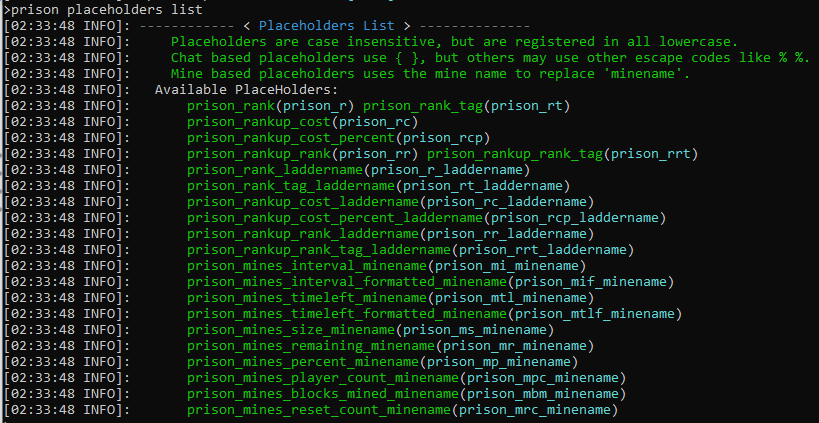 >prison placeholders list
[02:33:48 INFO]: ------------ < Placeholders List > --------------
[02:33:48 INFO]:     Placeholders are case insensitive, but are registered in all lowercase.
[02:33:48 INFO]:     Chat based placeholders use { }, but others may use other escape codes like % %.
[02:33:48 INFO]:     Mine based placeholders uses the mine name to replace 'minename'.
[02:33:48 INFO]:   Available PlaceHolders:
[02:33:48 INFO]:       prison_rank(prison_r) prison_rank_tag(prison_rt)
[02:33:48 INFO]:       prison_rankup_cost(prison_rc)
[02:33:48 INFO]:       prison_rankup_cost_percent(prison_rcp)
[02:33:48 INFO]:       prison_rankup_rank(prison_rr) prison_rankup_rank_tag(prison_rrt)
[02:33:48 INFO]:       prison_rank_laddername(prison_r_laddername)
[02:33:48 INFO]:       prison_rank_tag_laddername(prison_rt_laddername)
[02:33:48 INFO]:       prison_rankup_cost_laddername(prison_rc_laddername)
[02:33:48 INFO]:       prison_rankup_cost_percent_laddername(prison_rcp_laddername)
[02:33:48 INFO]:       prison_rankup_rank_laddername(prison_rr_laddername)
[02:33:48 INFO]:       prison_rankup_rank_tag_laddername(prison_rrt_laddername)
[02:33:48 INFO]:       prison_mines_interval_minename(prison_mi_minename)
[02:33:48 INFO]:       prison_mines_interval_formatted_minename(prison_mif_minename)
[02:33:48 INFO]:       prison_mines_timeleft_minename(prison_mtl_minename)
[02:33:48 INFO]:       prison_mines_timeleft_formatted_minename(prison_mtlf_minename)
[02:33:48 INFO]:       prison_mines_size_minename(prison_ms_minename)
[02:33:48 INFO]:       prison_mines_remaining_minename(prison_mr_minename)
[02:33:48 INFO]:       prison_mines_percent_minename(prison_mp_minename)
[02:33:48 INFO]:       prison_mines_player_count_minename(prison_mpc_minename)
[02:33:48 INFO]:       prison_mines_blocks_mined_minename(prison_mbm_minename)
[02:33:48 INFO]:       prison_mines_reset_count_minename(prison_mrc_minename)